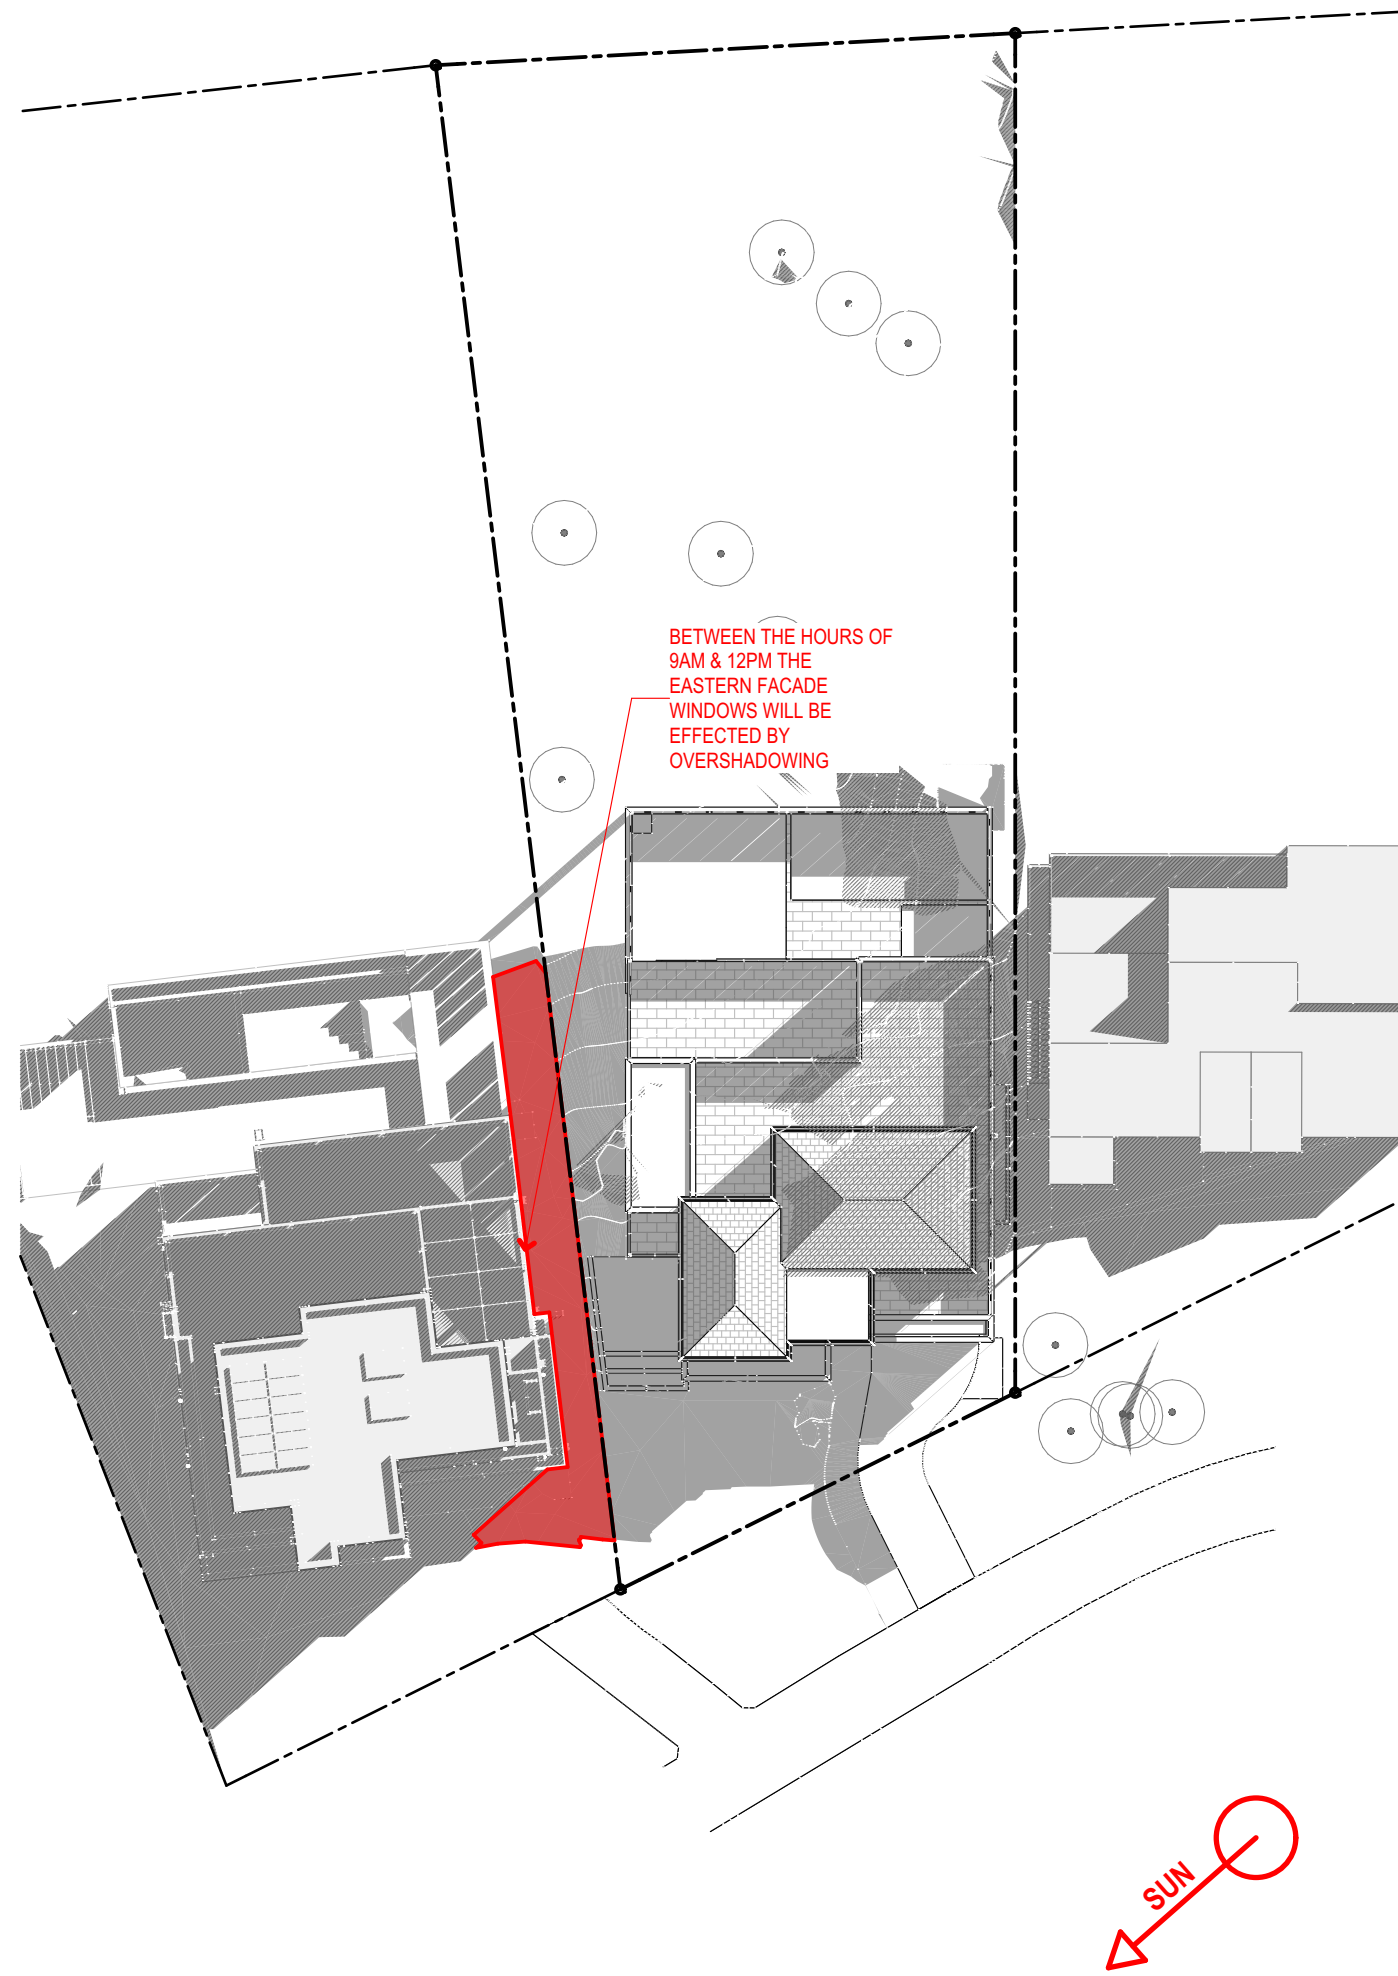 BETWEEN THE HOURS OF
9AM & 12PM THE
EASTERN FACADE
WINDOWS WILL BE
EFFECTED BY
OVERSHADOWING
SUN